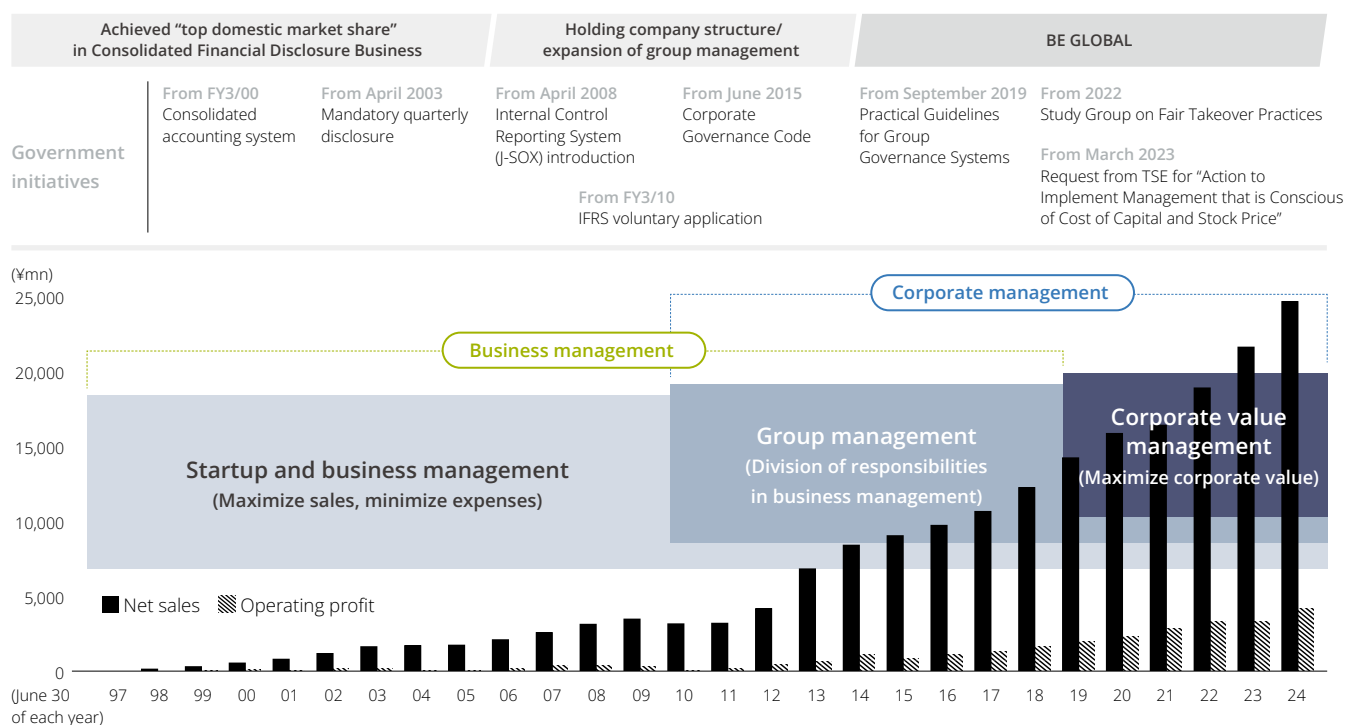 Achieved “top domestic market share”
in Consolidated Financial Disclosure Business
Holding company structure/
expansion of group management
BE GLOBAL
Government
initiatives
From FY3/00
Consolidated
accounting system
From April 2003
Mandatory quarterly
disclosure
From April 2008
Internal Control
Reporting System
(J-SOX) introduction
From FY3/10
IFRS voluntary application
From June 2015
Corporate
Governance Code
From September 2019
Practical Guidelines
for Group
Governance Systems
From 2022
Study Group on Fair Takeover Practices
From March 2023
Request from TSE for “Action to
Implement Management that is Conscious
of Cost of Capital and Stock Price”
(¥mn)
25,000
20,000
15,000
10,000
5,000
0
Corporate management
Business management
Startup and business management
(Maximize sales, minimize expenses)
Group management
(Division of responsibilities
in business management)
Corporate value
management
(Maximize corporate value)
Net sales
Operating profit
(June 30
of each year)
97 98 99 00 01 02 03 04 05 06 07 08 09 10 11 12 13 14 15 16 17 18 19 20 21 22 23 24